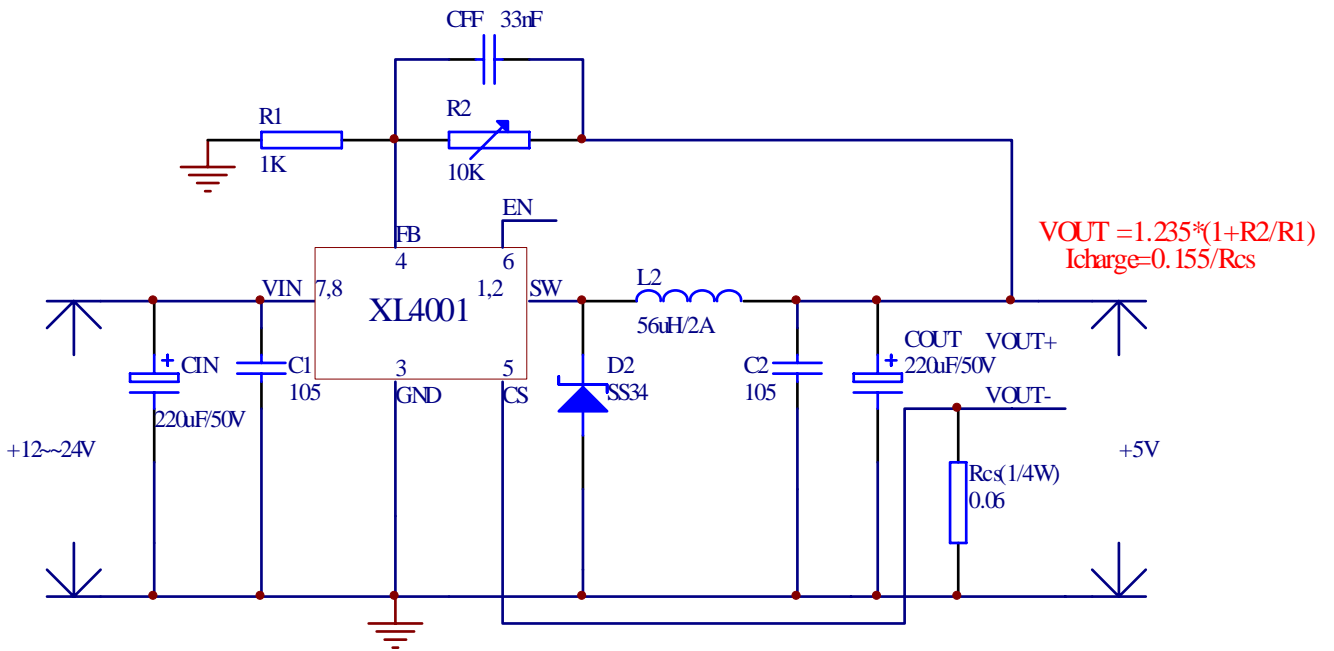 CFF 33nF
R1
R2
1K
10K
EN
FB
4
6
VOUT =1.235*(1+R2/R1)
Icharge=0.155/Rcs
VIN
7,8
1,2
SW
L2
XL4001
56uH/2A
CIN
C1
105
220uF/50V
3
5
GND
CS
D2
SS34
C2
105
COUT
220uF/50V
VOUT+
VOUT-
+12~~24V
+5V
Rcs(1/4W)
0.06